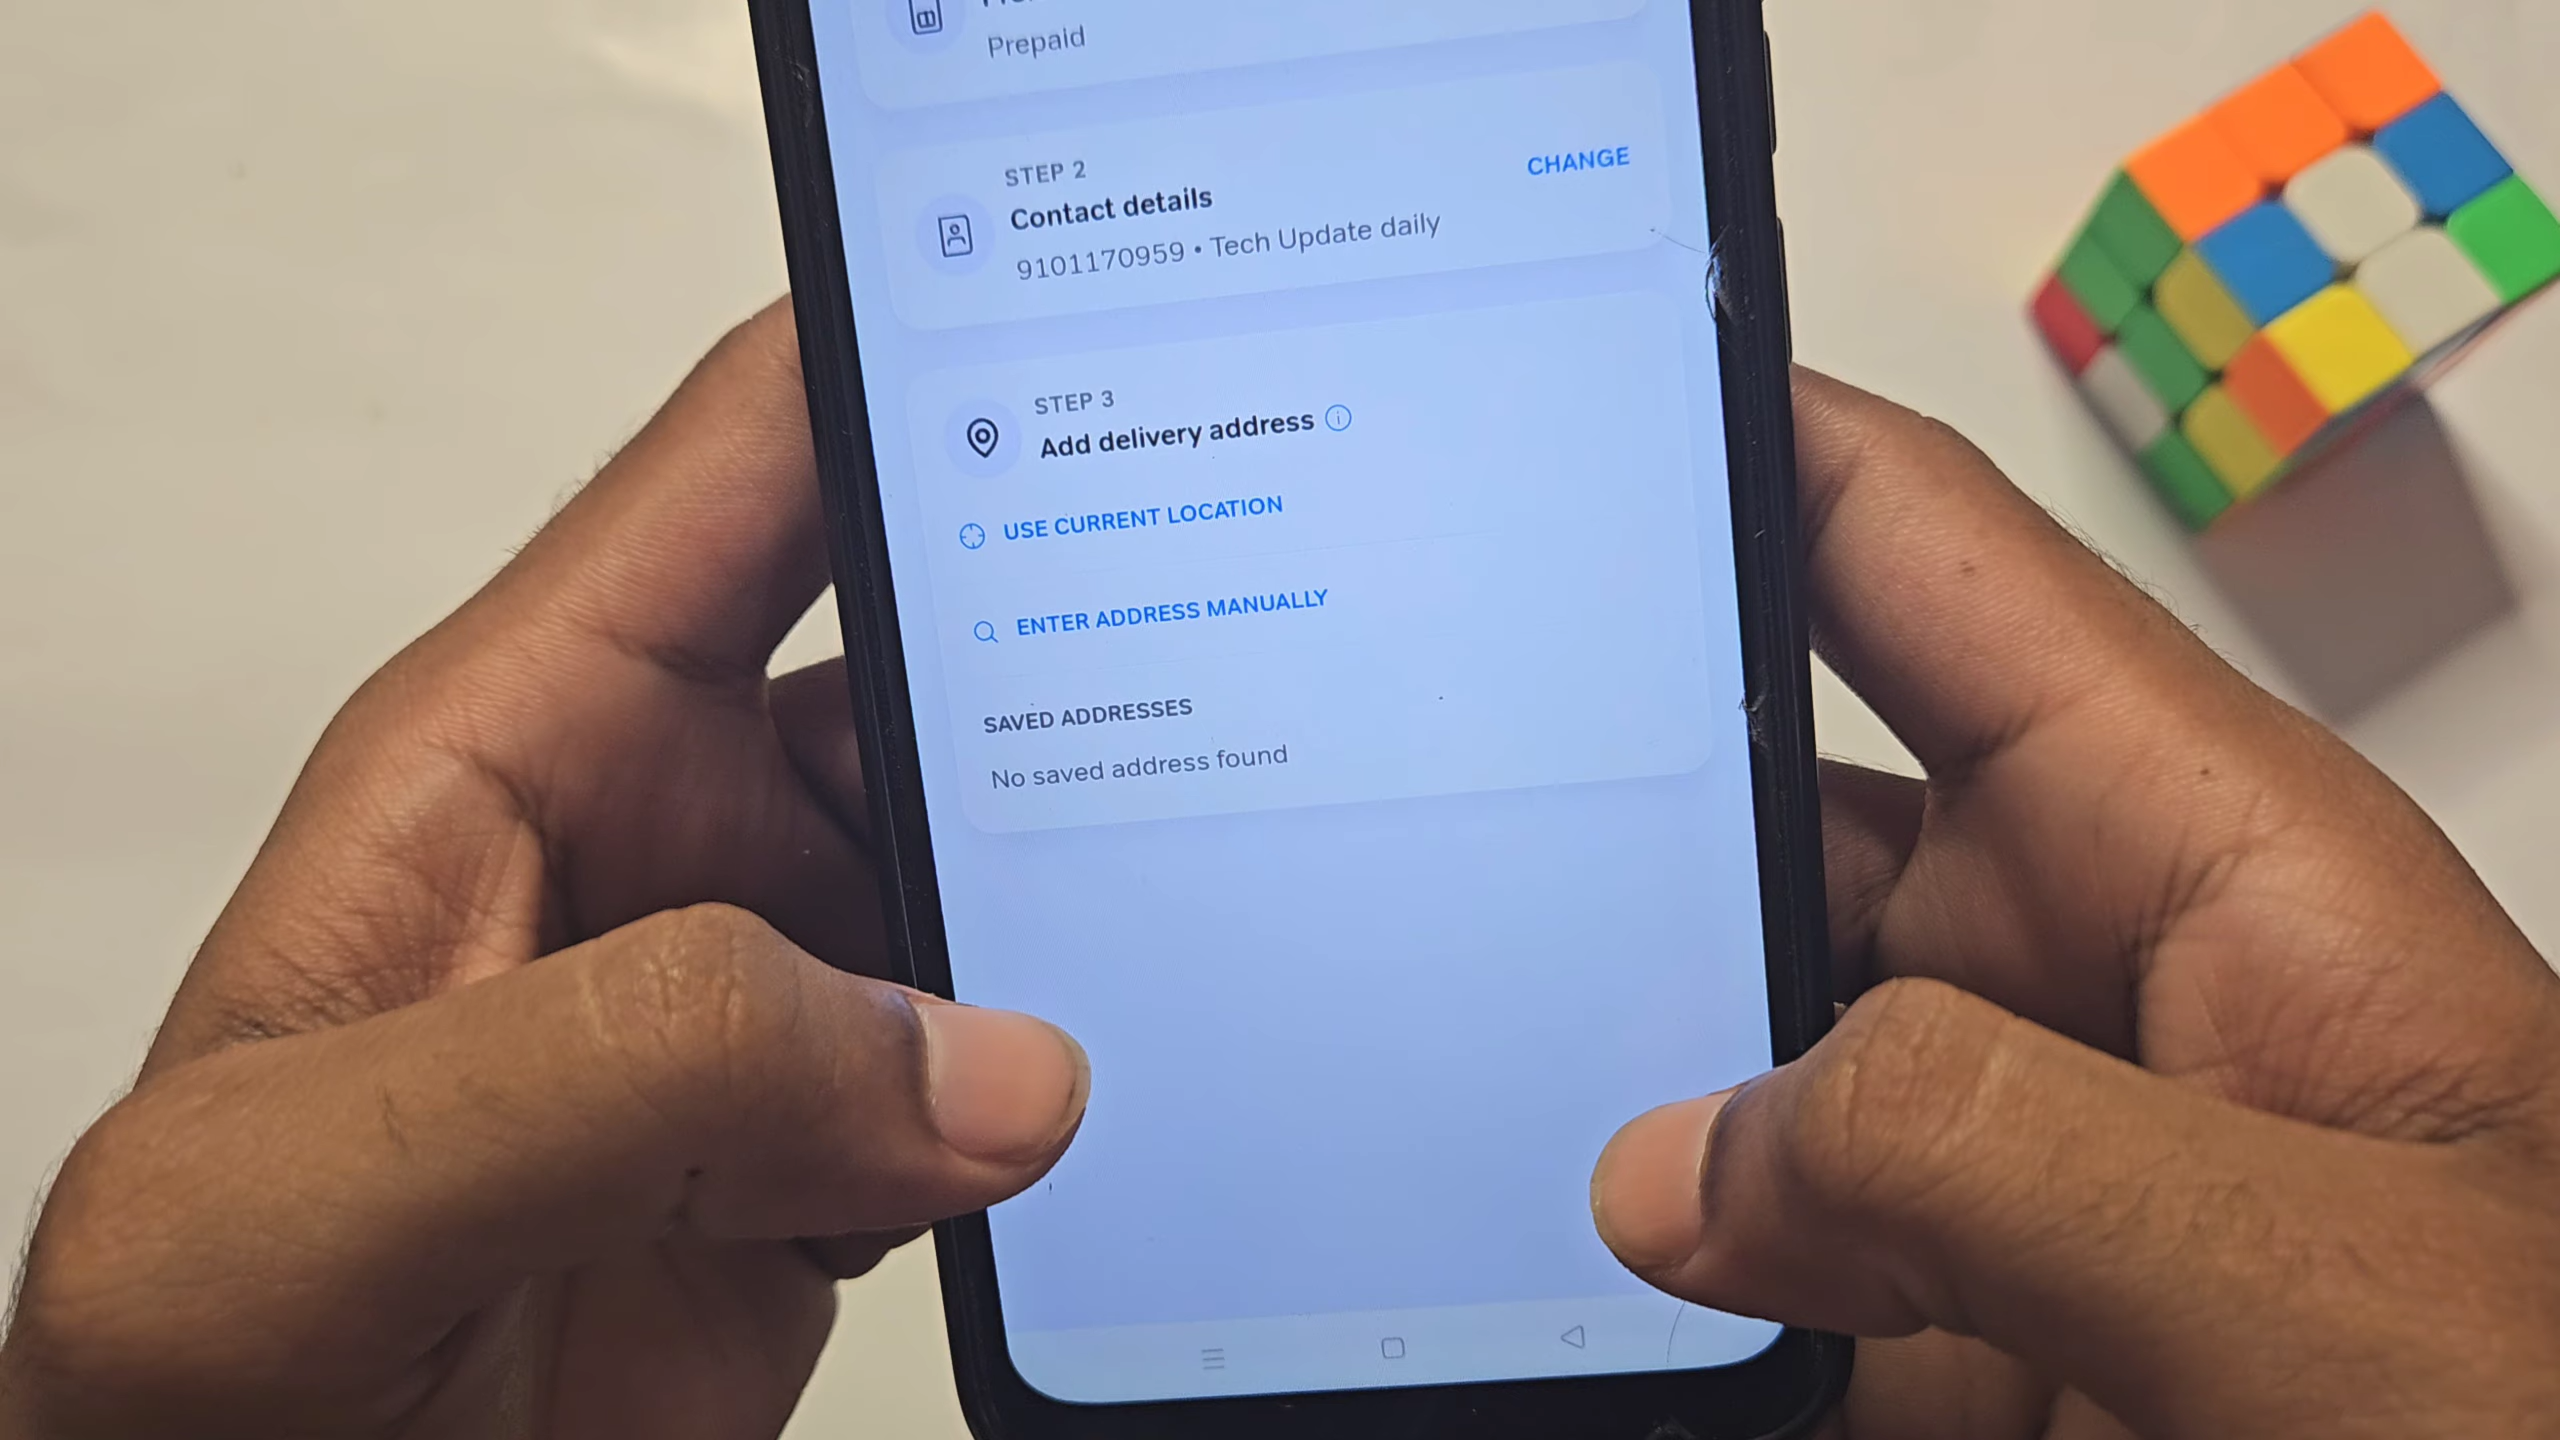 Prepaid
STEP 2
Contact details
CHANGE
9101170959 • Tech Update daily
STEP 3
Add delivery address
USE CURRENT LOCATION
ENTER ADDRESS MANUALLY
SAVED ADDRESSES
No saved address found